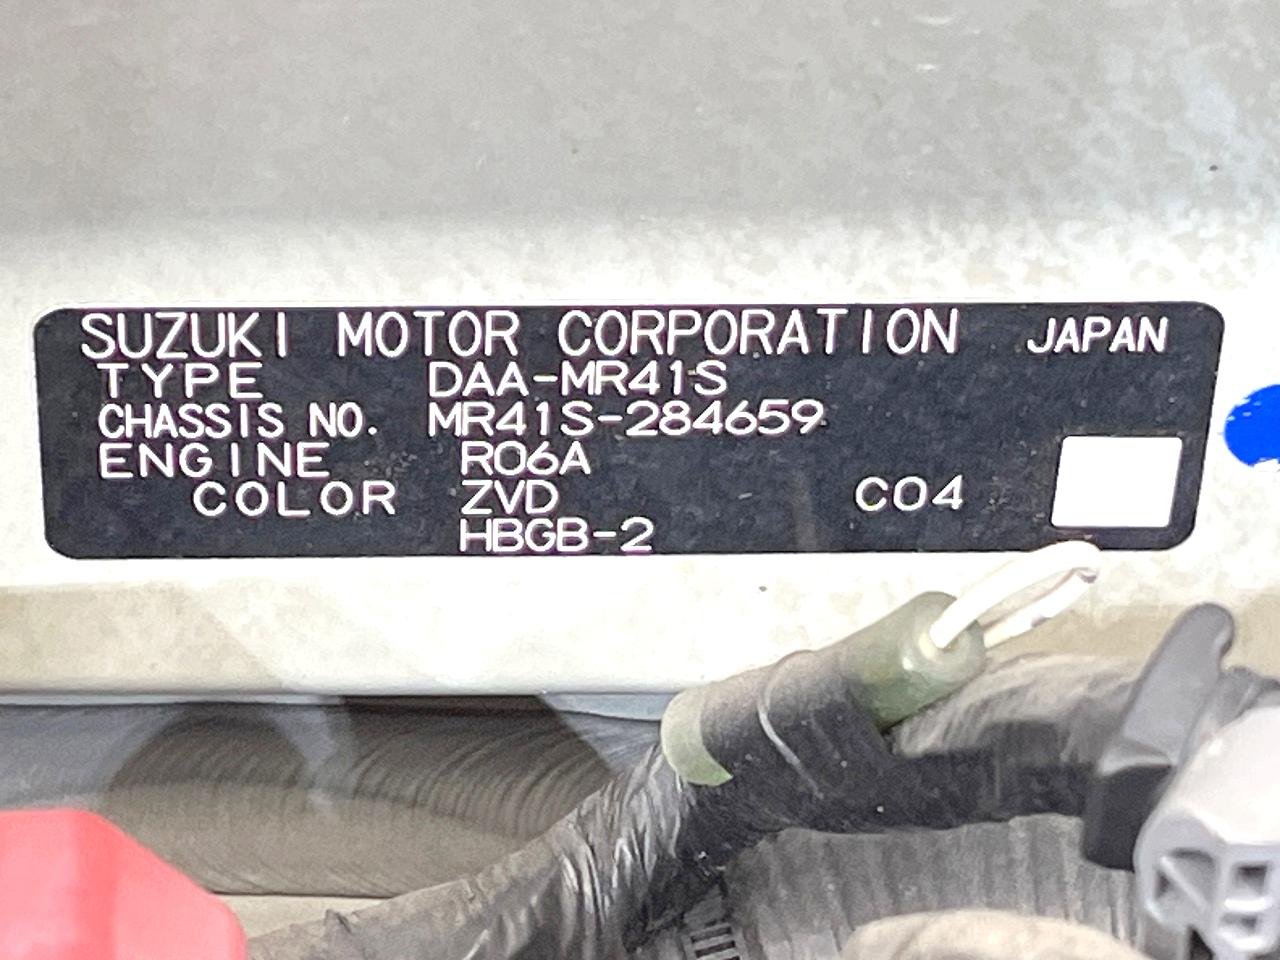 SUZUKI MOTOR CORPORATION JAPAN
TYPE DAA-MR41S
CHASSIS NO. MR41S-284659
ENGINE R06A
COLOR ZVD C04
HBGB-2